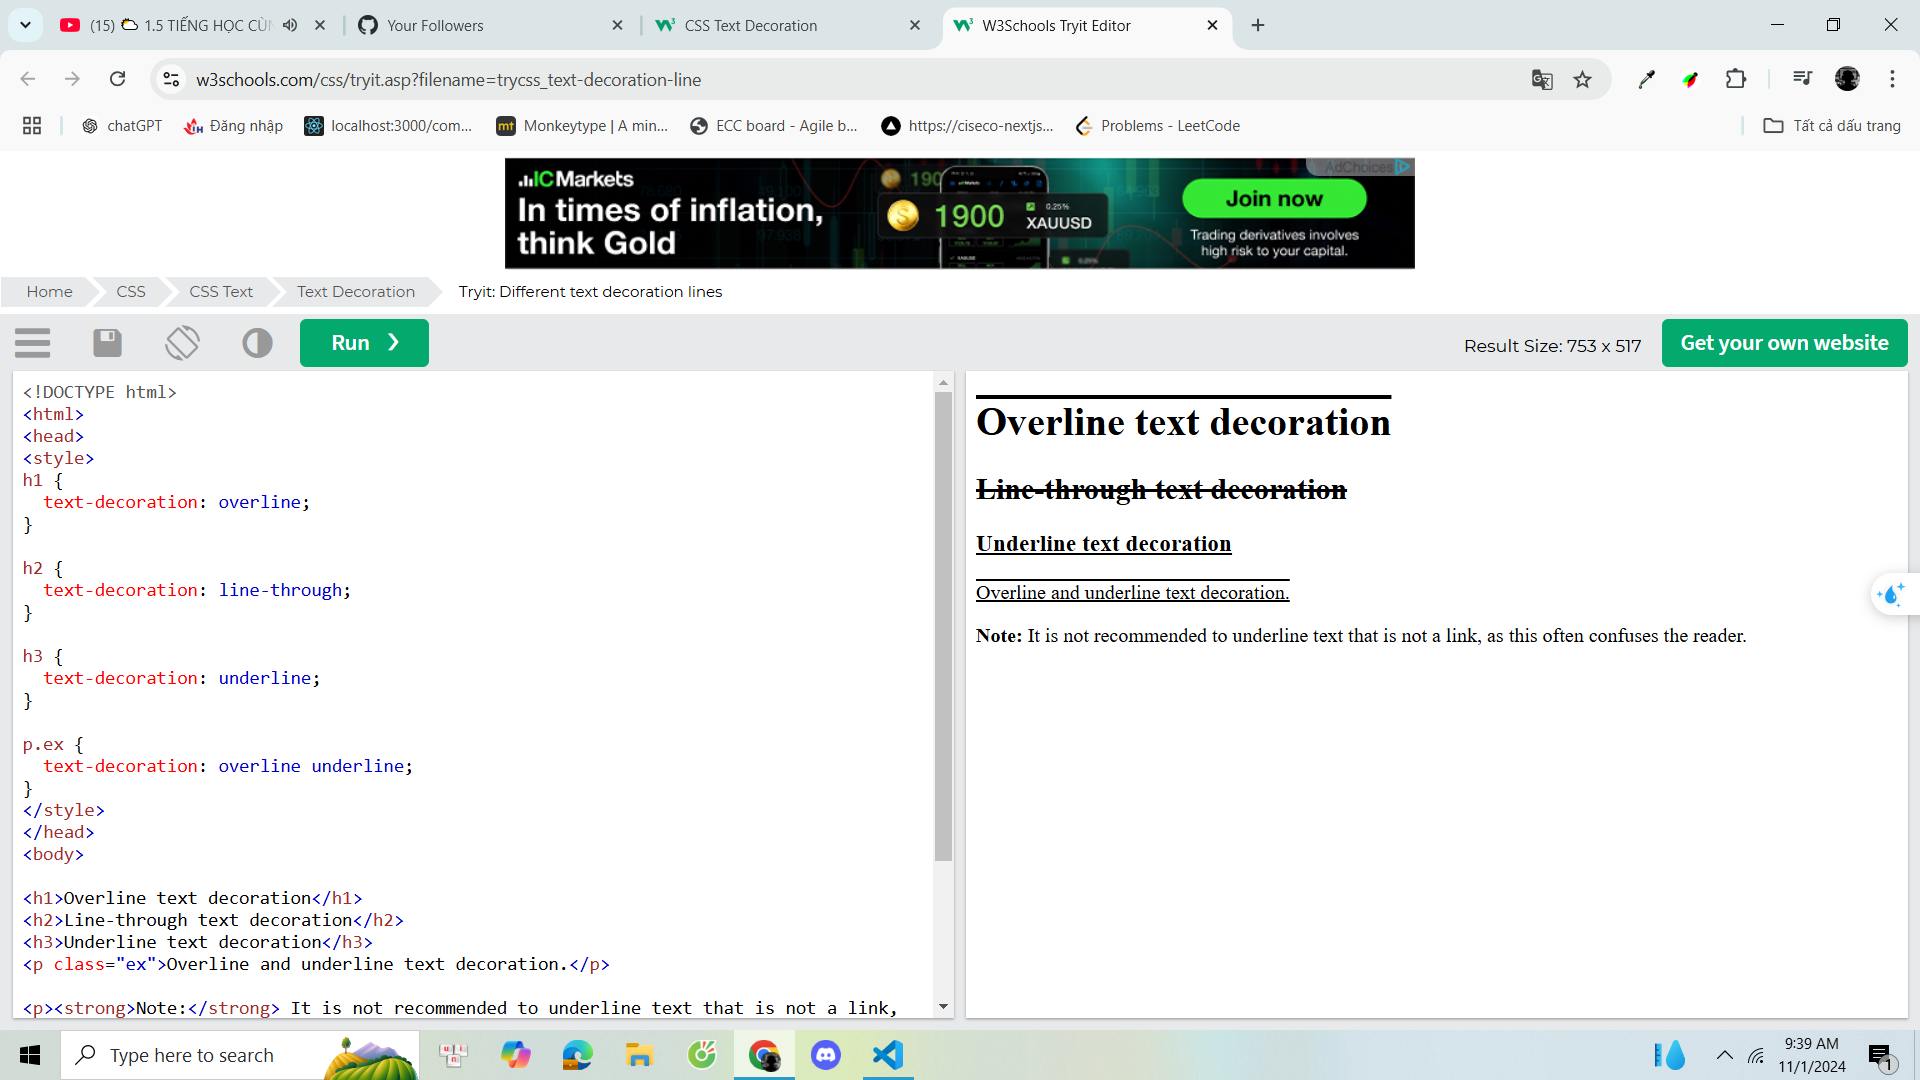 (15) 1.5 TIẾNG HỌC CÙN
Your Followers
CSS Text Decoration
W3Schools Tryit Editor
w3schools.com/css/tryit.asp?filename=trycss_text-decoration-line
chatGPT
Đăng nhập
localhost:3000/com...
Monkeytype | A min...
ECC board - Agile b...
https://ciseco-nextjs...
Problems - LeetCode
Tất cả dấu trang
IC Markets
In times of inflation,
think Gold
190
1900
0.25%
XAUUSD
AdChoices
Join now
Trading derivatives involves
high risk to your capital.
Home
CSS
CSS Text
Text Decoration
Tryit: Different text decoration lines
Run ❯
Result Size: 753 x 517
Get your own website
<!DOCTYPE html>
<html>
<head>
<style>
h1 {
  text-decoration: overline;
}

h2 {
  text-decoration: line-through;
}

h3 {
  text-decoration: underline;
}

p.ex {
  text-decoration: overline underline;
}
</style>
</head>
<body>

<h1>Overline text decoration</h1>
<h2>Line-through text decoration</h2>
<h3>Underline text decoration</h3>
<p class="ex">Overline and underline text decoration.</p>

<p><strong>Note:</strong> It is not recommended to underline text that is not a link,
Overline text decoration
Line-through text decoration
Underline text decoration
Overline and underline text decoration.
Note: It is not recommended to underline text that is not a link, as this often confuses the reader.
Type here to search
9:39 AM
11/1/2024
1